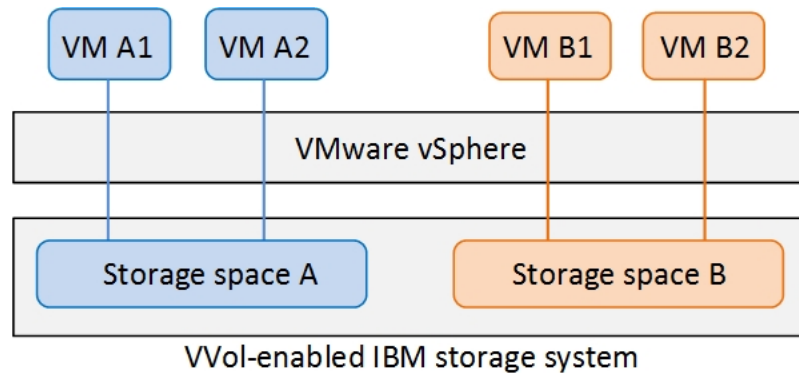 VM A1
VM A2
VM B1
VM B2
VMware vSphere
Storage space A
Storage space B
VVol-enabled IBM storage system